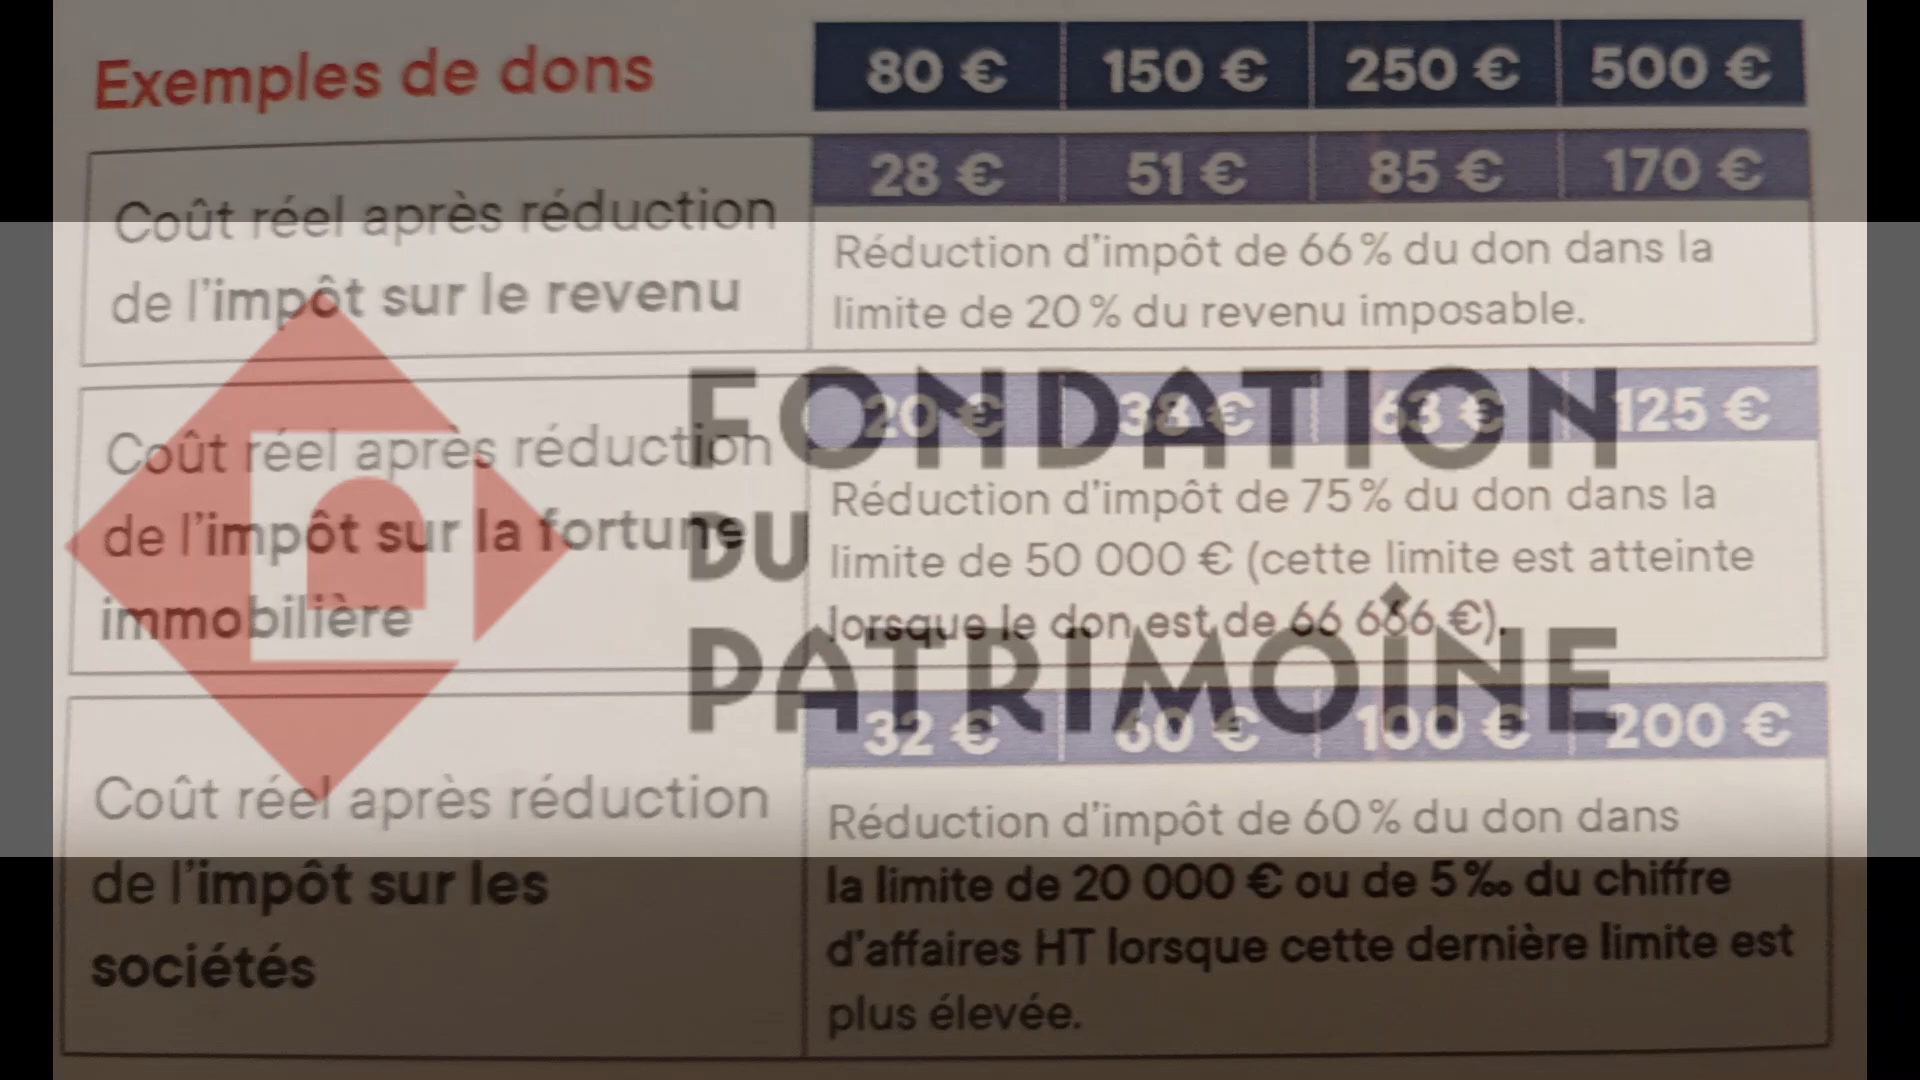 Exemples de dons
80 € 150 € 250 € 500 €
Coût réel après réduction
de l'impôt sur le revenu
28 € 51 € 85 € 170 €
Réduction d'impôt de 66 % du don dans la
limite de 20 % du revenu imposable.
Coût réel après réduction
de l'impôt sur la fortune
immobilière
20 € 38 € 63 € 125 €
Réduction d'impôt de 75 % du don dans la
limite de 50 000 € (cette limite est atteinte
lorsque le don est de 66 666 €).
Coût réel après réduction
de l'impôt sur les
sociétés
32 € 60 € 100 € 200 €
Réduction d'impôt de 60 % du don dans
la limite de 20 000 € ou de 5 ‰ du chiffre
d'affaires HT lorsque cette dernière limite est
plus élevée.
FONDATION
DU
PATRIMOINE